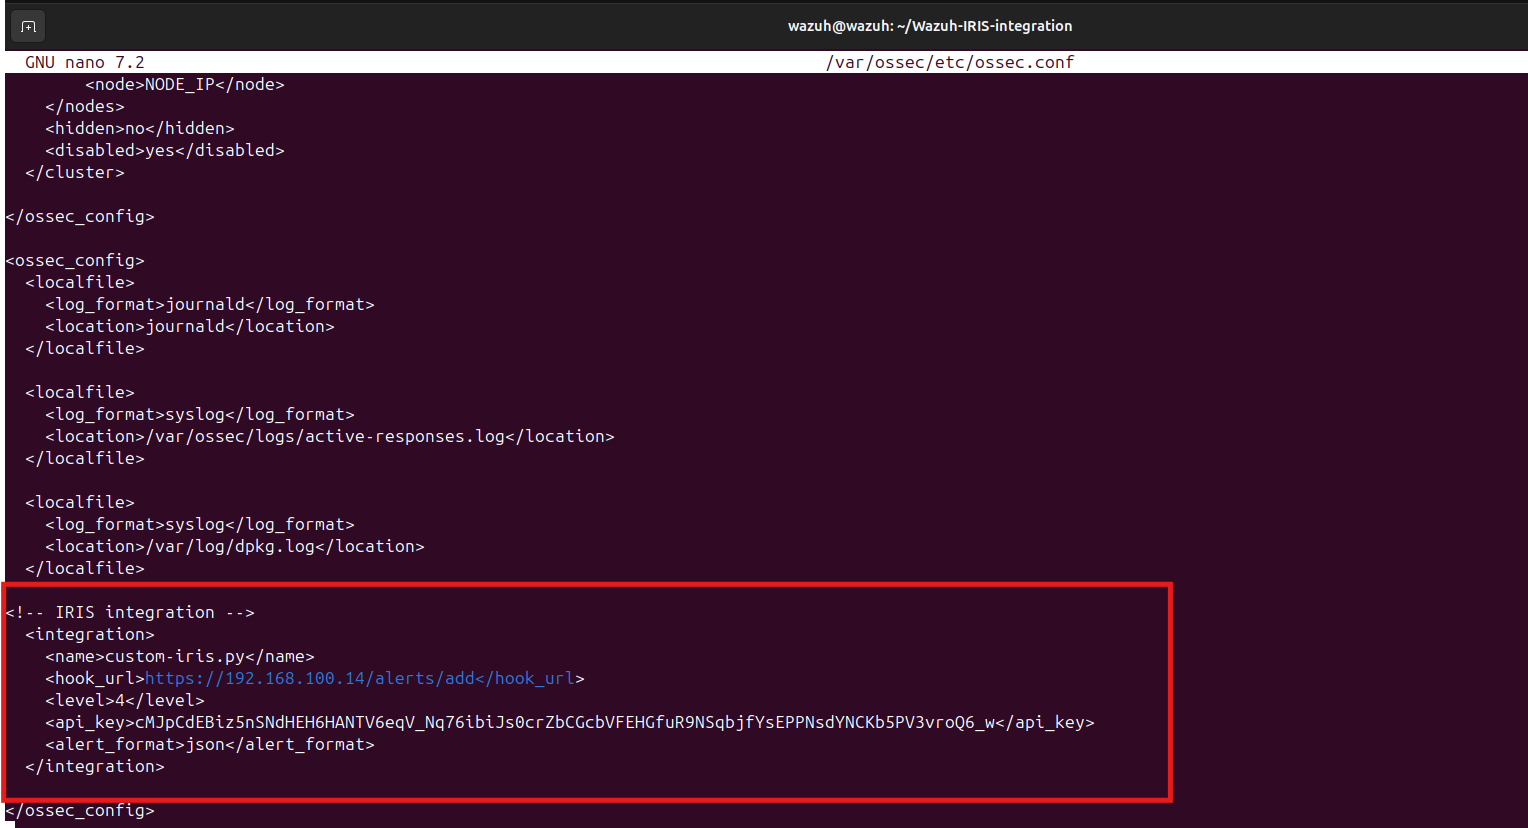 wazuh@wazuh: ~/Wazuh-IRIS-integration
GNU nano 7.2 /var/ossec/etc/ossec.conf
<node>NODE_IP</node>
</nodes>
<hidden>no</hidden>
<disabled>yes</disabled>
</cluster>
</ossec_config>
<ossec_config>
<localfile>
<log_format>journald</log_format>
<location>journald</location>
</localfile>
<localfile>
<log_format>syslog</log_format>
<location>/var/ossec/logs/active-responses.log</location>
</localfile>
<localfile>
<log_format>syslog</log_format>
<location>/var/log/dpkg.log</location>
</localfile>
<!-- IRIS integration -->
<integration>
<name>custom-iris.py</name>
<hook_url>https://192.168.100.14/alerts/add</hook_url>
<level>4</level>
<api_key>cMJpCdEBiz5nSNdHEH6HANTV6eqV_Nq76ibiJs0crZbCGcbVFEHGfuR9NSqbjfYsEPPNsdYNCKb5PV3vroQ6_w</api_key>
<alert_format>json</alert_format>
</integration>
</ossec_config>